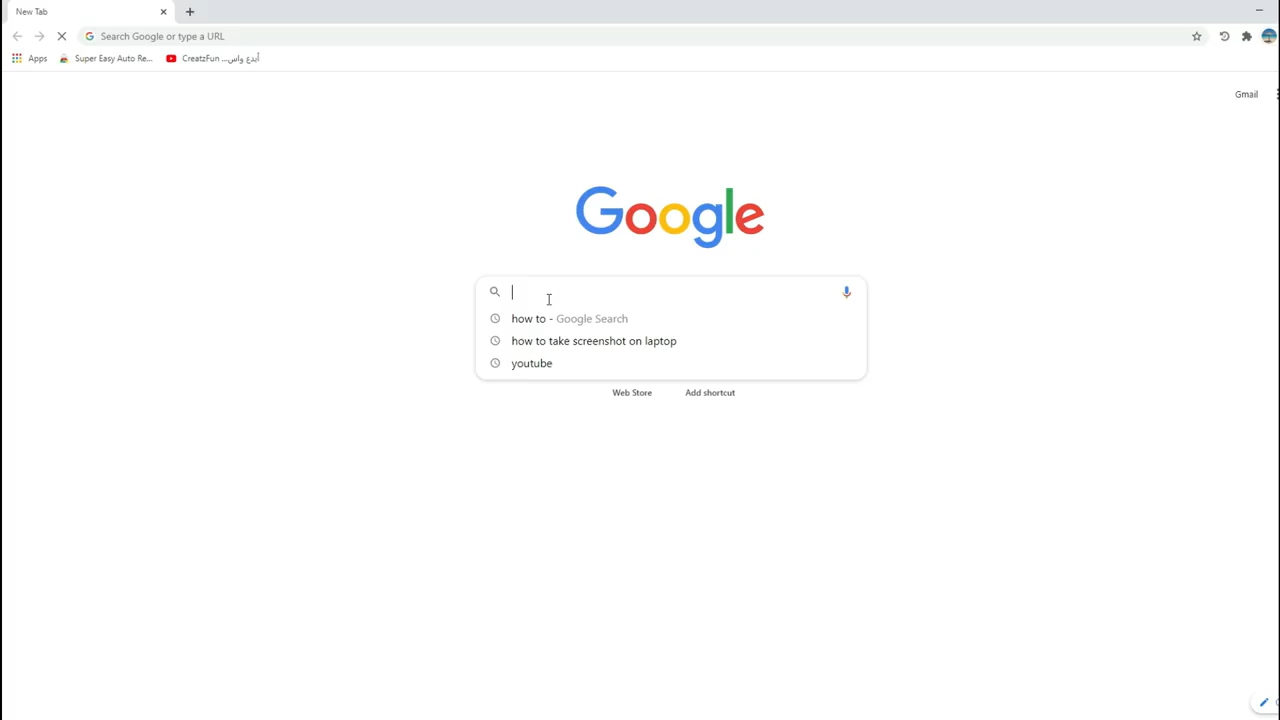 New Tab
Search Google or type a URL
Apps
Super Easy Auto Re...
CreatzFun ...أبدع واس
Gmail
Google
how to - Google Search
how to take screenshot on laptop
youtube
Web Store
Add shortcut